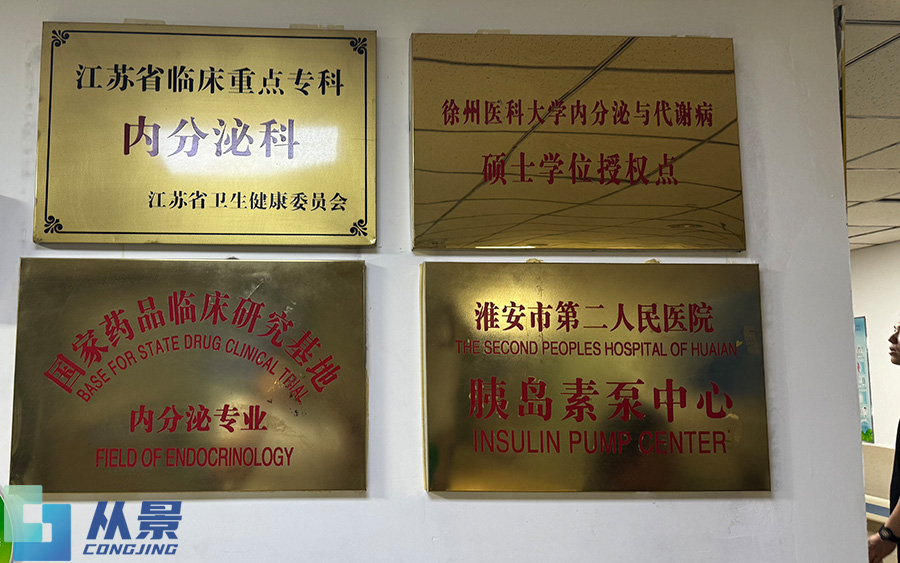 江苏省临床重点专科
内分泌科
江苏省卫生健康委员会
徐州医科大学内分泌与代谢病
硕士学位授权点
国家药品临床研究基地
BASE FOR STATE DRUG CLINICAL TRIAL
内分泌专业
FIELD OF ENDOCRINOLOGY
淮安市第二人民医院
THE SECOND PEOPLES HOSPITAL OF HUAIAN
胰岛素泵中心
INSULIN PUMP CENTER
从景
CONGJING